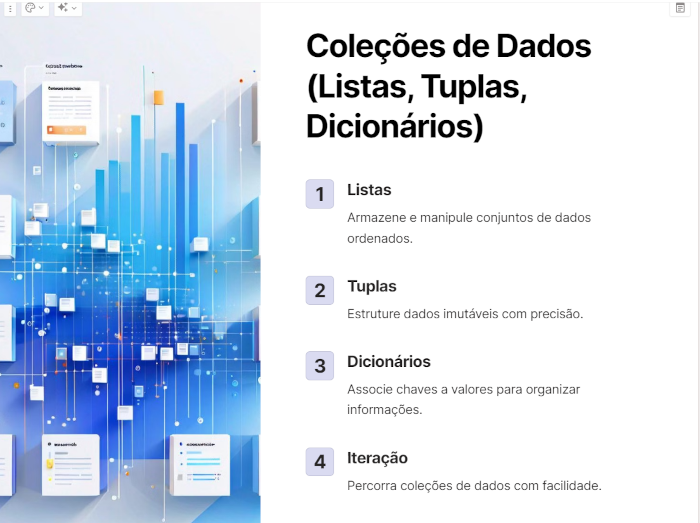 Coleções de Dados
(Listas, Tuplas,
Dicionários)
1
Listas
Armazene e manipule conjuntos de dados
ordenados.
2
Tuplas
Estruture dados imutáveis com precisão.
3
Dicionários
Associe chaves a valores para organizar
informações.
4
Iteração
Percorra coleções de dados com facilidade.